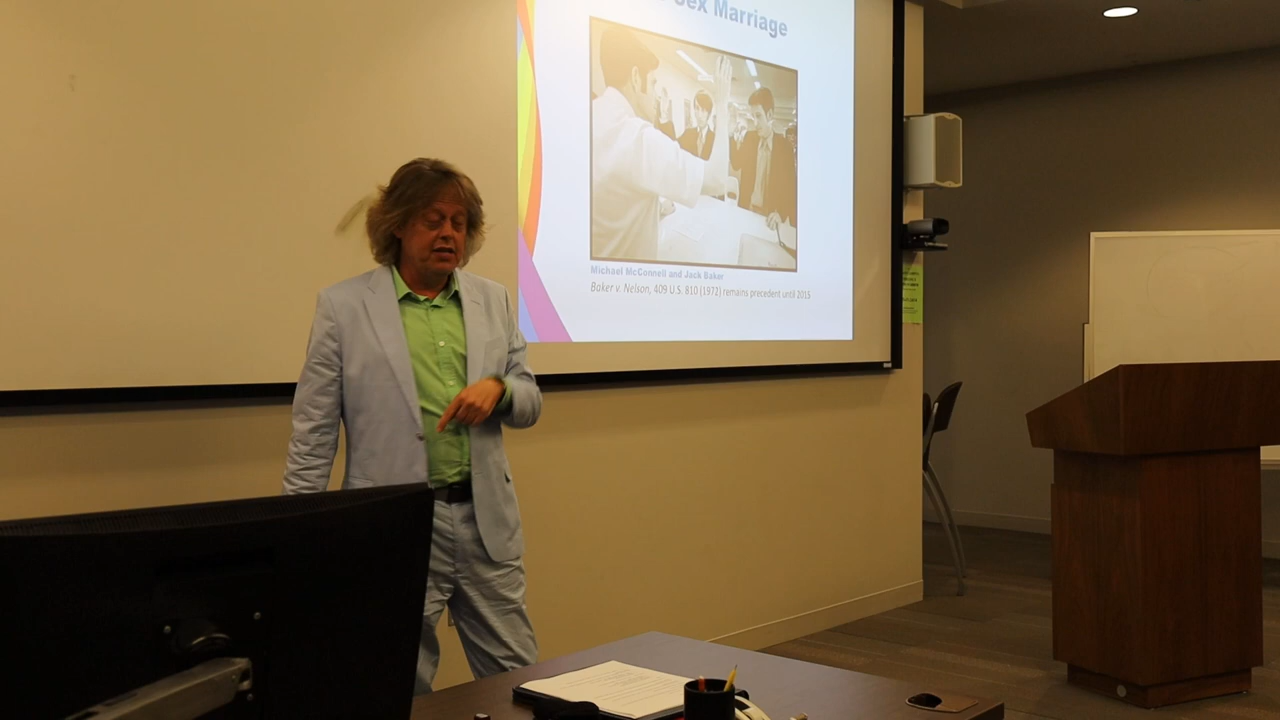 Sex Marriage
Michael McConnell and Jack Baker
Baker v. Nelson, 409 U.S. 810 (1972) remains precedent until 2015